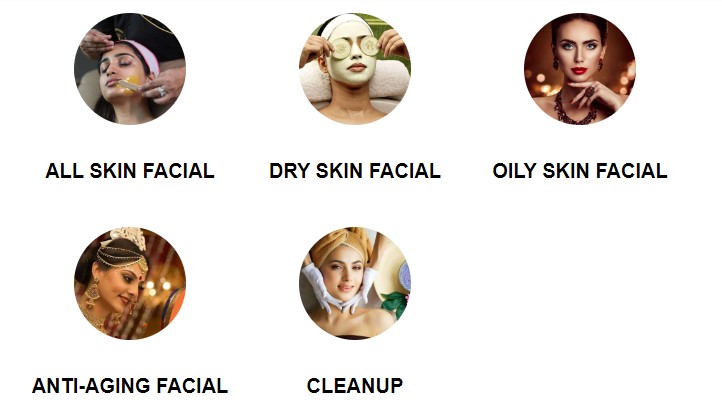 ALL SKIN FACIAL
DRY SKIN FACIAL
OILY SKIN FACIAL
ANTI-AGING FACIAL
CLEANUP